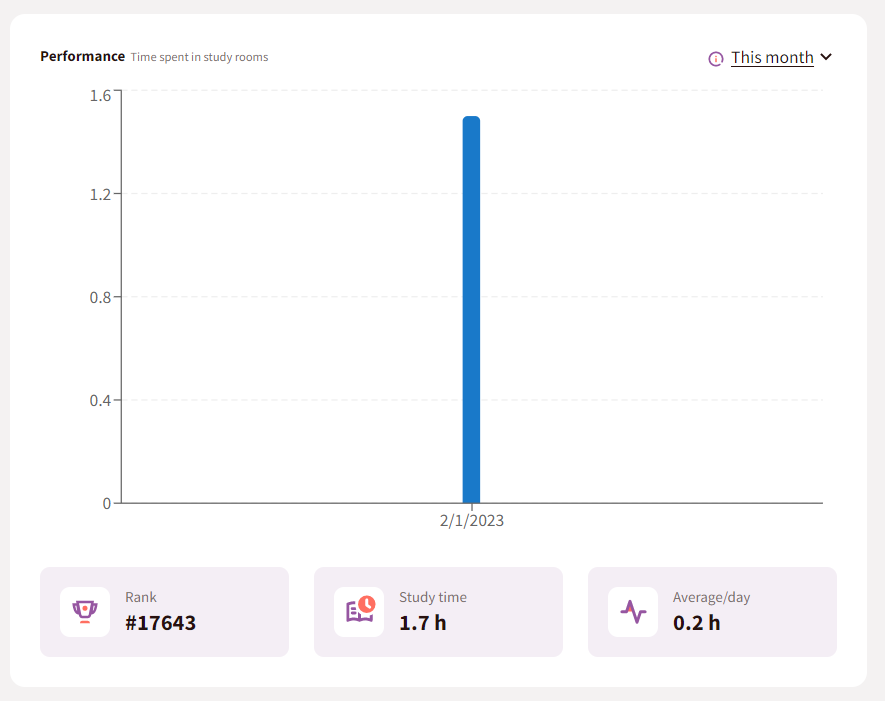 Performance Time spent in study rooms
This month
1.6
1.2
0.8
0.4
0
2/1/2023
Rank
#17643
Study time
1.7 h
Average/day
0.2 h